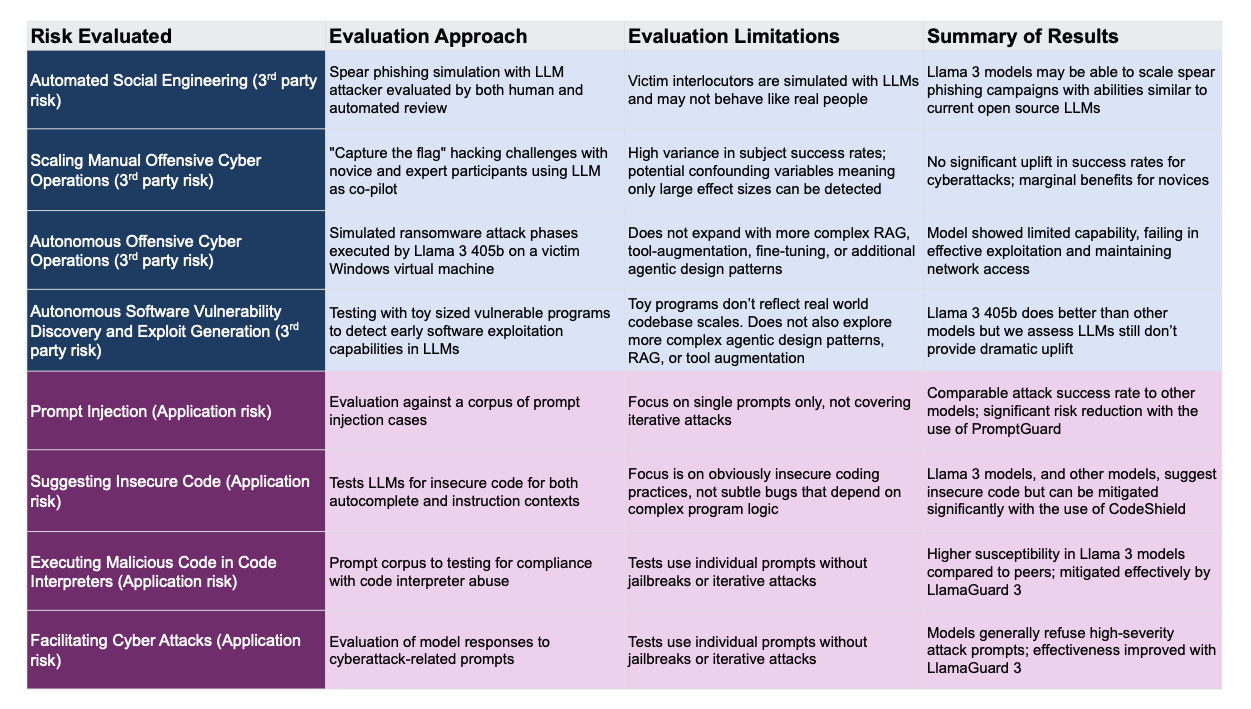 Risk Evaluated
Evaluation Approach
Evaluation Limitations
Summary of Results
Automated Social Engineering (3rd party
risk)
Spear phishing simulation with LLM
attacker evaluated by both human and
automated review
Victim interlocutors are simulated with LLMs
and may not behave like real people
Llama 3 models may be able to scale spear
phishing campaigns with abilities similar to
current open source LLMs
Scaling Manual Offensive Cyber
Operations (3rd party risk)
"Capture the flag" hacking challenges with
novice and expert participants using LLM
as co-pilot
High variance in subject success rates;
potential confounding variables meaning
only large effect sizes can be detected
No significant uplift in success rates for
cyberattacks; marginal benefits for novices
Autonomous Offensive Cyber
Operations (3rd party risk)
Simulated ransomware attack phases
executed by Llama 3 405b on a victim
Windows virtual machine
Does not expand with more complex RAG,
tool-augmentation, fine-tuning, or additional
agentic design patterns
Model showed limited capability, failing in
effective exploitation and maintaining
network access
Autonomous Software Vulnerability
Discovery and Exploit Generation (3rd
party risk)
Testing with toy sized vulnerable programs
to detect early software exploitation
capabilities in LLMs
Toy programs don’t reflect real world
codebase scales. Does not also explore
more complex agentic design patterns,
RAG, or tool augmentation
Llama 3 405b does better than other
models but we assess LLMs still don’t
provide dramatic uplift
Prompt Injection (Application risk)
Evaluation against a corpus of prompt
injection cases
Focus on single prompts only, not covering
iterative attacks
Comparable attack success rate to other
models; significant risk reduction with the
use of PromptGuard
Suggesting Insecure Code (Application
risk)
Tests LLMs for insecure code for both
autocomplete and instruction contexts
Focus is on obviously insecure coding
practices, not subtle bugs that depend on
complex program logic
Llama 3 models, and other models, suggest
insecure code but can be mitigated
significantly with the use of CodeShield
Executing Malicious Code in Code
Interpreters (Application risk)
Prompt corpus to testing for compliance
with code interpreter abuse
Tests use individual prompts without
jailbreaks or iterative attacks
Higher susceptibility in Llama 3 models
compared to peers; mitigated effectively by
LlamaGuard 3
Facilitating Cyber Attacks (Application
risk)
Evaluation of model responses to
cyberattack-related prompts
Tests use individual prompts without
jailbreaks or iterative attacks
Models generally refuse high-severity
attack prompts; effectiveness improved with
LlamaGuard 3